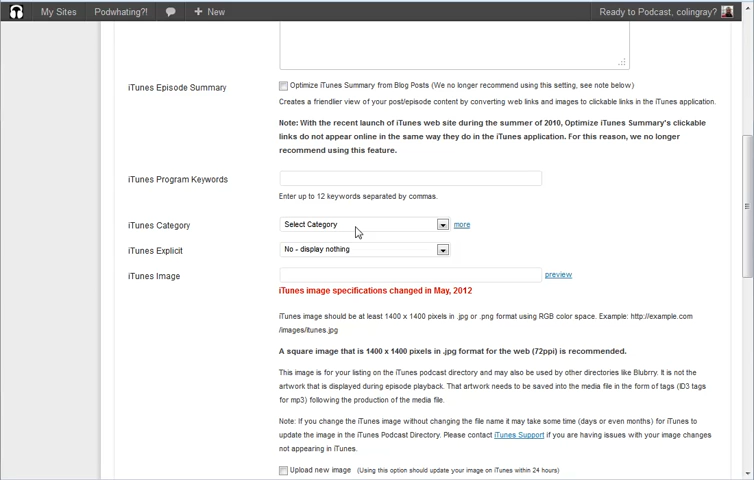 My Sites Podwhating?! + New Ready to Podcast, colingray?
iTunes Episode Summary Optimize iTunes Summary from Blog Posts (We no longer recommend using this setting, see note below)
Creates a friendlier view of your post/episode content by converting web links and images to clickable links in the iTunes application.
Note: With the recent launch of iTunes web site during the summer of 2010, Optimize iTunes Summary's clickable
links do not appear online in the same way they do in the iTunes application. For this reason, we no longer
recommend using this feature.
iTunes Program Keywords
Enter up to 12 keywords separated by commas.
iTunes Category Select Category more
iTunes Explicit No - display nothing
iTunes Image preview
iTunes image specifications changed in May, 2012
iTunes image should be at least 1400 x 1400 pixels in .jpg or .png format using RGB color space. Example: http://example.com
/images/itunes.jpg
A square image that is 1400 x 1400 pixels in .jpg format for the web (72ppi) is recommended.
This image is for your listing on the iTunes podcast directory and may also be used by other directories like Blubrry. It is not the
artwork that is displayed during episode playback. That artwork needs to be saved into the media file in the form of tags (ID3 tags
for mp3) following the production of the media file.
Note: If you change the iTunes image without changing the file name it may take some time (days or even months) for iTunes to
update the image in the iTunes Podcast Directory. Please contact iTunes Support if you are having issues with your image changes
not appearing in iTunes.
Upload new image (Using this option should update your image on iTunes within 24 hours)